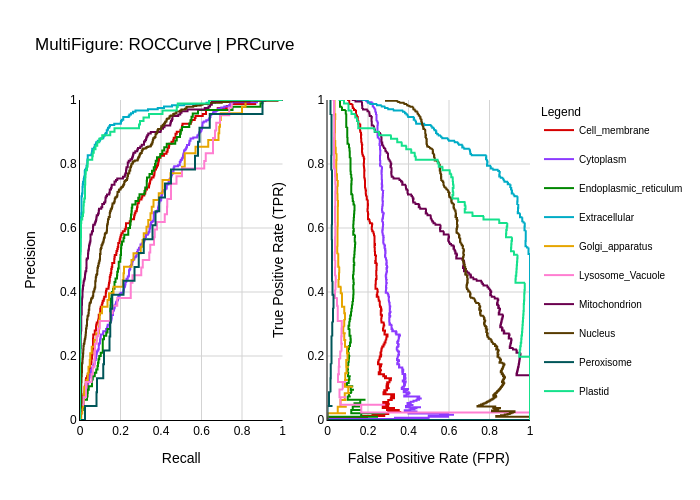 MultiFigure: ROCCurve | PRCurve
Precision
1
0.8
0.6
0.4
0.2
0
0
0.2
0.4
0.6
0.8
1
Recall
True Positive Rate (TPR)
1
0.8
0.6
0.4
0.2
0
0
0.2
0.4
0.6
0.8
1
False Positive Rate (FPR)
Legend
Cell_membrane
Cytoplasm
Endoplasmic_reticulum
Extracellular
Golgi_apparatus
Lysosome_Vacuole
Mitochondrion
Nucleus
Peroxisome
Plastid